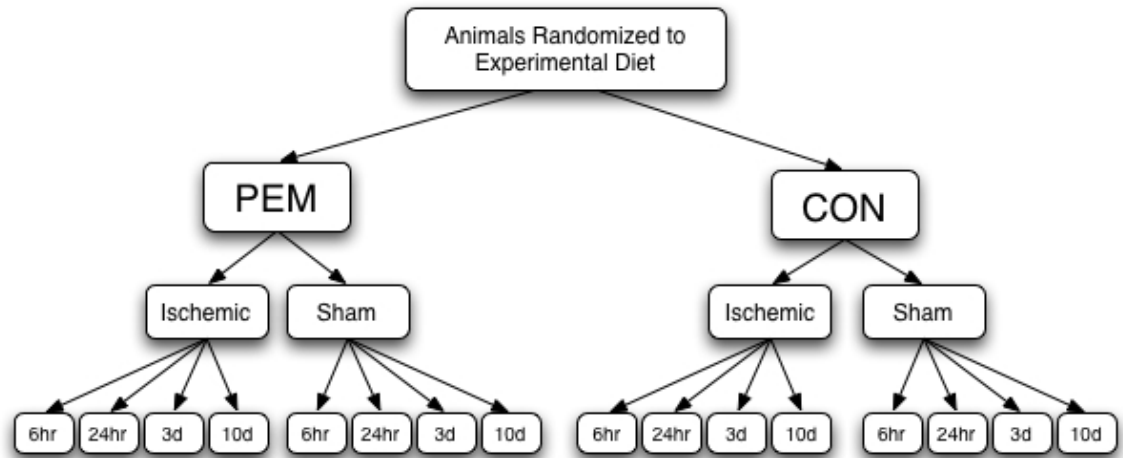 Animals Randomized to
Experimental Diet
PEM
CON
Ischemic
Sham
Ischemic
Sham
6hr
24hr
3d
10d
6hr
24hr
3d
10d
6hr
24hr
3d
10d
6hr
24hr
3d
10d